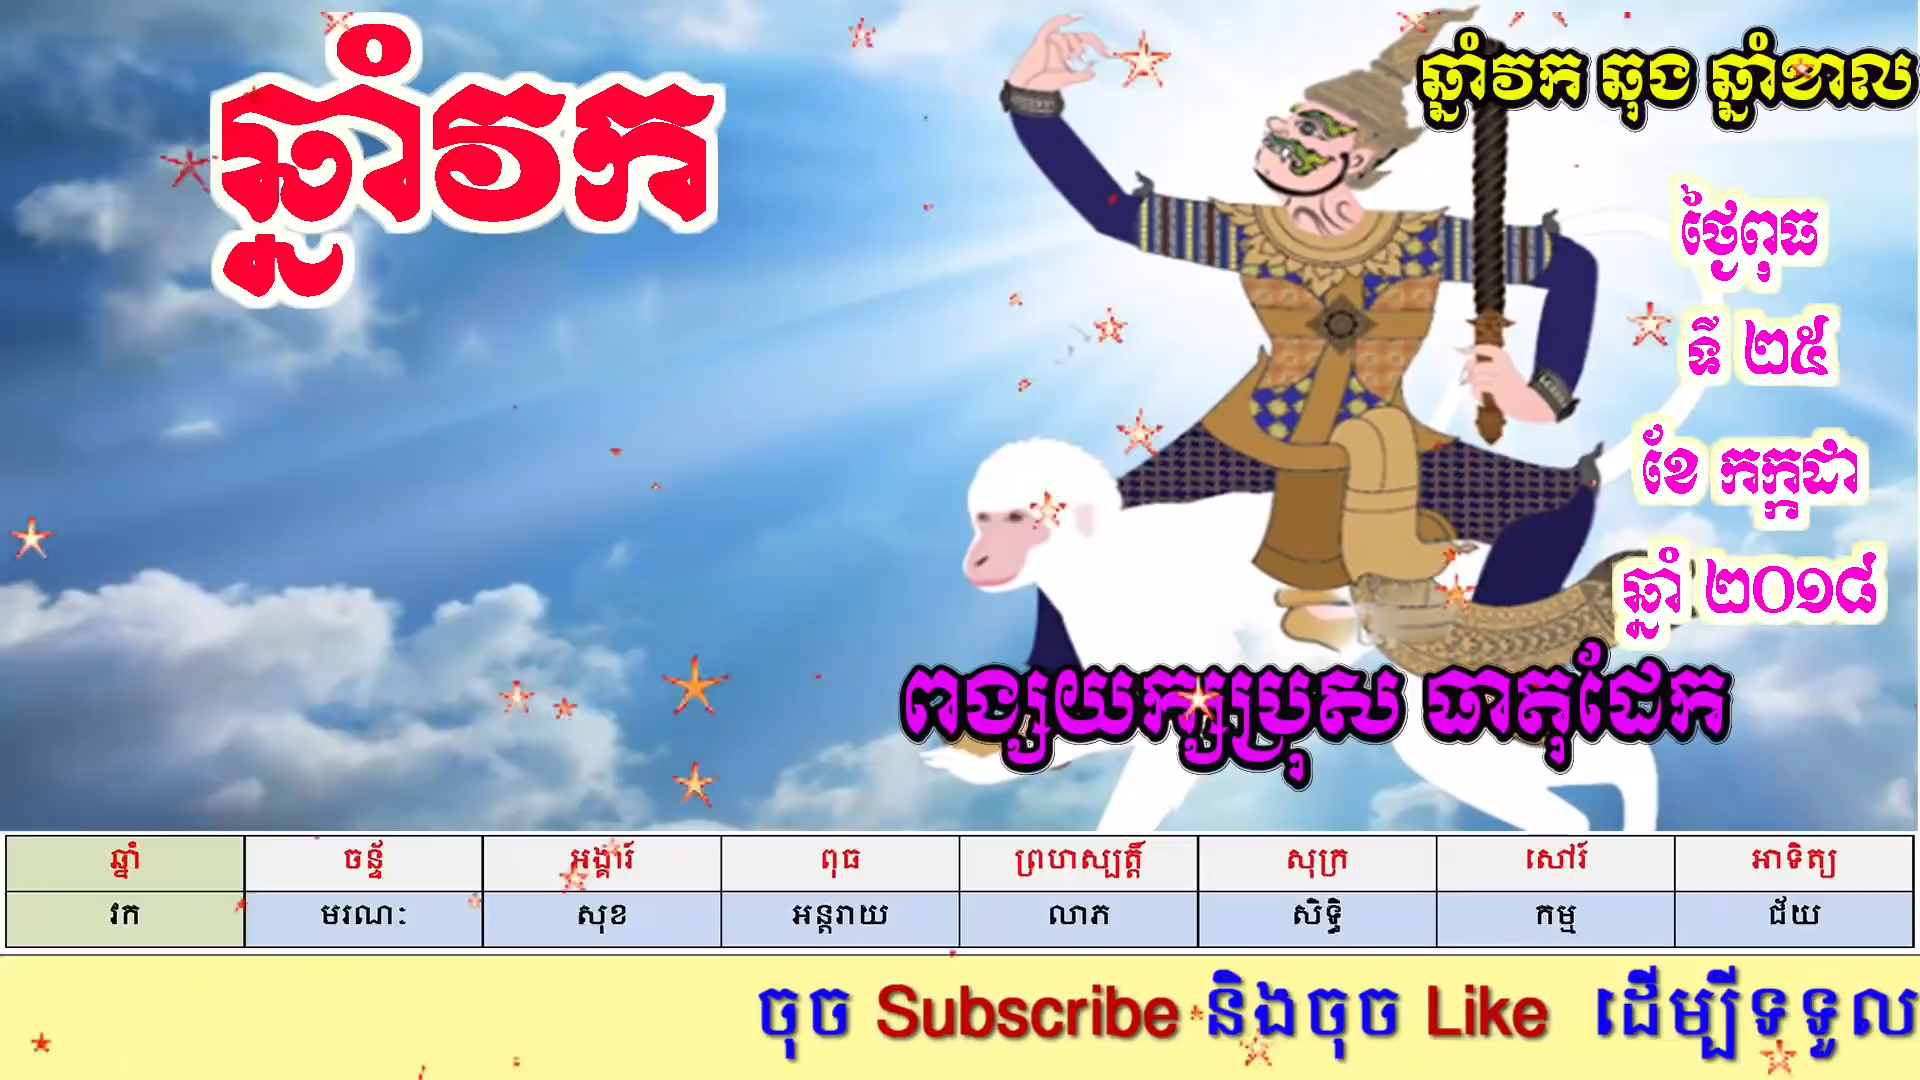 ឆ្នាំវក
ឆ្នាំវក ឆុង ឆ្នាំខាល
ថ្ងៃពុធ
ទី ២៥
ខែ កក្កដា
ឆ្នាំ ២០១៨
ពង្សយក្សប្រុស ធាតុដែក
ឆ្នាំ ចន្ទ័ អង្គារ៍ ពុធ ព្រហស្បត្តិ៍ សុក្រ សៅរ៍ អាទិត្យ
វក មរណៈ សុខ អន្តរាយ លាភ សិទ្ធិ កម្ម ជ័យ
ចុច Subscribe និងចុច Like ដើម្បីទទួល